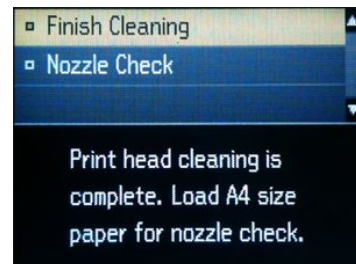 Finish Cleaning
Nozzle Check
Print head cleaning is
complete. Load A4 size
paper for nozzle check.